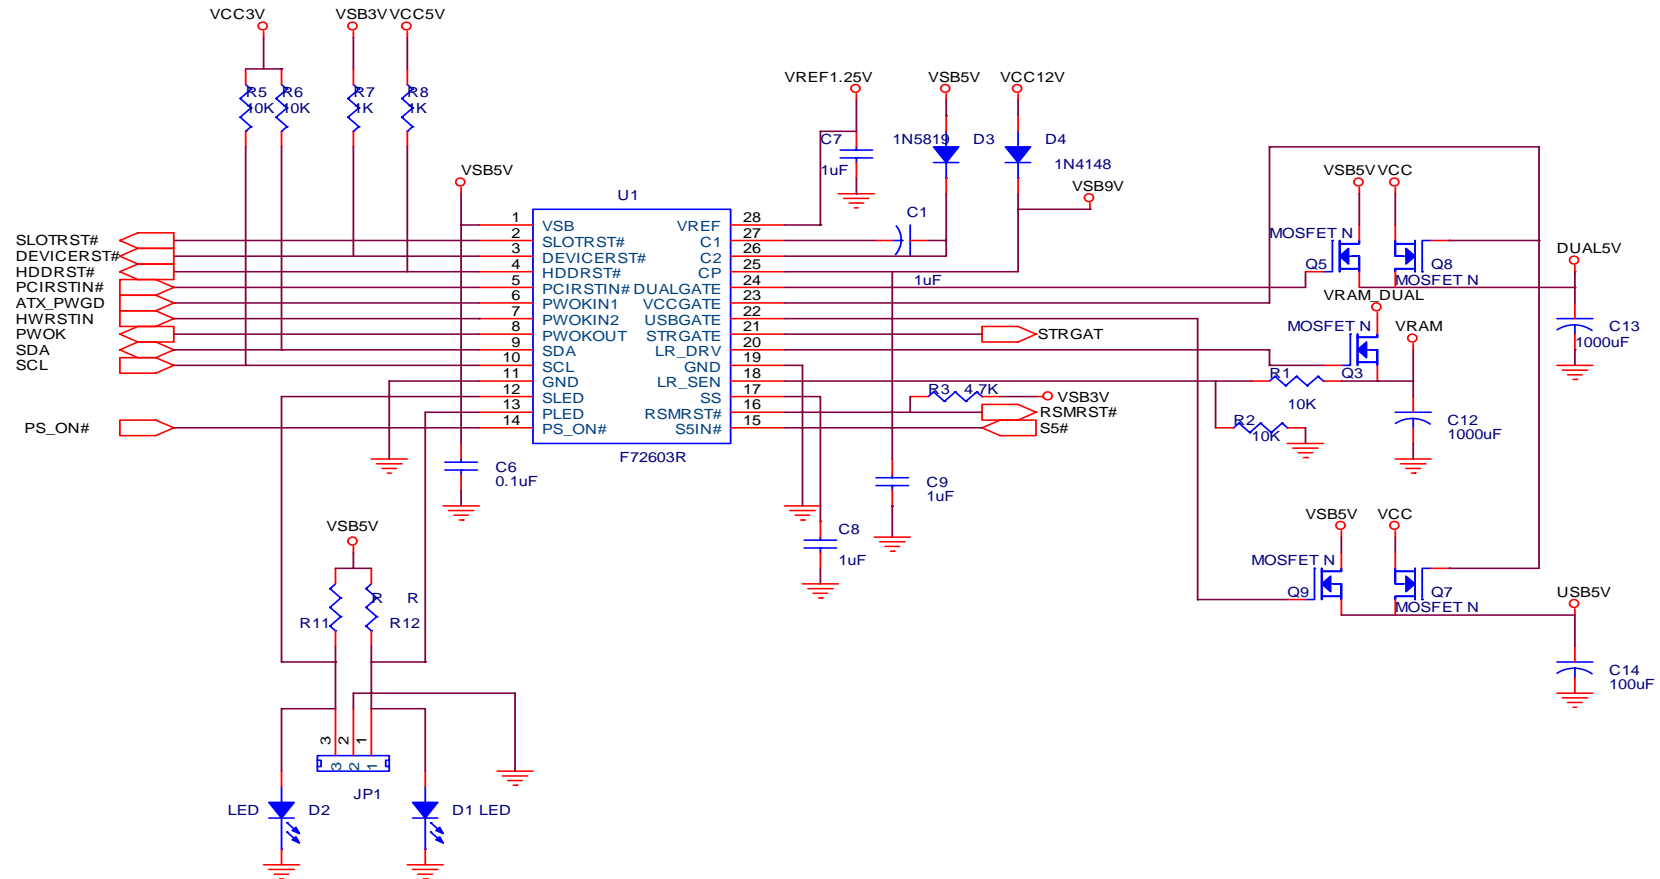 VCC3V
VSB3V VCC5V
R5
10K
R6
10K
R7
1K
R8
1K
VREF1.25V
VSB5V
VCC12V
C7
1uF
1N5819
D3
D4
1N4148
VSB9V
VSB5V
U1
C1
1uF
SLOTRST#
DEVICERST#
HDDRST#
PCIRSTIN#
ATX_PWGD
HWRSTIN
PWOK
SDA
SCL
PS_ON#
1 VSB
2 SLOTRST#
3 DEVICERST#
4 HDDRST#
5 PCIRSTIN#
6 PWOKIN1
7 PWOKIN2
8 PWOKOUT
9 SDA
10 SCL
11 GND
12 SLED
13 PLED
14 PS_ON#
VREF 28
C1 27
C2 26
CP 25
DUALGATE 24
VCCGATE 23
USBGATE 22
STRGATE 21
LR_DRV 20
GND 19
LR_SEN 18
SS 17
RSMRST# 16
S5IN# 15
F72603R
STRGAT
R3 4.7K
VSB3V
RSMRST#
S5#
VSB5V VCC
MOSFET N
Q5
Q8
MOSFET N
DUAL5V
VRAM_DUAL
MOSFET N
VRAM
C13
1000uF
R1
10K
Q3
R2
10K
C12
1000uF
C6
0.1uF
C9
1uF
C8
1uF
VSB5V
VCC
MOSFET N
Q9
Q7
MOSFET N
USB5V
C14
100uF
VSB5V
R R
R11
R12
3 2 1
3 2 1
JP1
LED D2
D1 LED